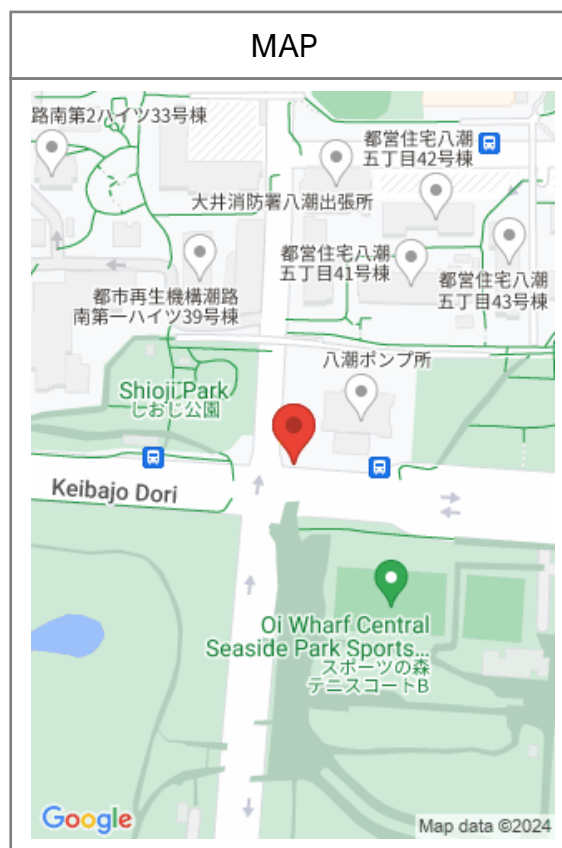 MAP
路南第2ハイツ33号棟
都営住宅八潮
五丁目42号棟
大井消防署八潮出張所
都営住宅八潮
五丁目41号棟
都営住宅八潮
五丁目43号棟
都市再生機構潮路
南第一ハイツ39号棟
八潮ポンプ所
Shioji Park
しおじ公園
Keibajo Dori
Oi Wharf Central
Seaside Park Sports...
スポーツの森
テニスコートB
Google
Map data ©2024